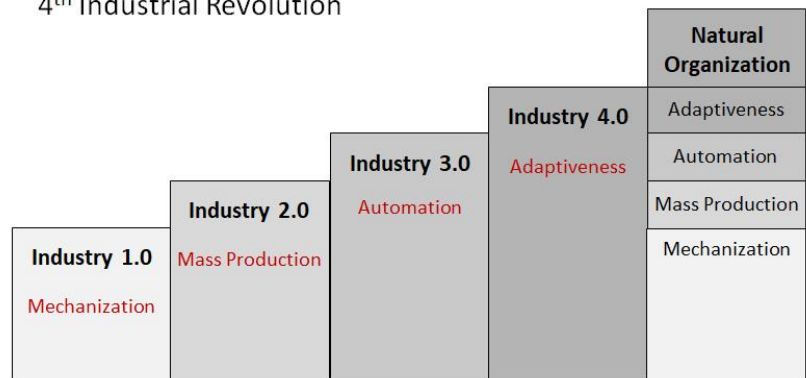 4th Industrial Revolution
Industry 1.0
Mechanization
Industry 2.0
Mass Production
Industry 3.0
Automation
Industry 4.0
Adaptiveness
Natural
Organization
Adaptiveness
Automation
Mass Production
Mechanization